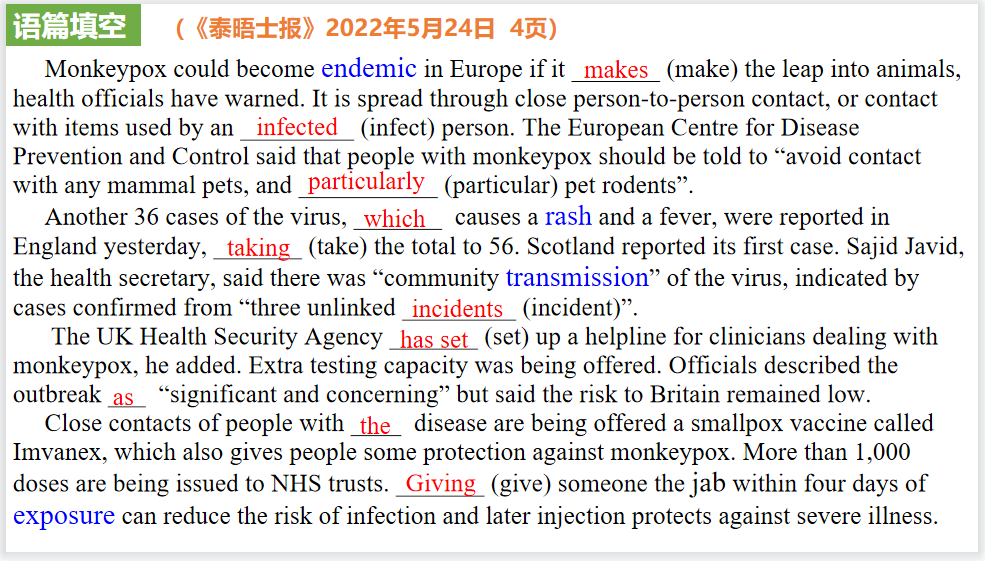 语篇填空 (《泰晤士报》2022年5月24日 4页)
Monkeypox could become endemic in Europe if it makes (make) the leap into animals,
health officials have warned. It is spread through close person-to-person contact, or contact
with items used by an infected (infect) person. The European Centre for Disease
Prevention and Control said that people with monkeypox should be told to “avoid contact
with any mammal pets, and particularly (particular) pet rodents”.
Another 36 cases of the virus, which causes a rash and a fever, were reported in
England yesterday, taking (take) the total to 56. Scotland reported its first case. Sajid Javid,
the health secretary, said there was “community transmission” of the virus, indicated by
cases confirmed from “three unlinked incidents (incident)”.
The UK Health Security Agency has set (set) up a helpline for clinicians dealing with
monkeypox, he added. Extra testing capacity was being offered. Officials described the
outbreak as “significant and concerning” but said the risk to Britain remained low.
Close contacts of people with the disease are being offered a smallpox vaccine called
Imvanex, which also gives people some protection against monkeypox. More than 1,000
doses are being issued to NHS trusts. Giving (give) someone the jab within four days of
exposure can reduce the risk of infection and later injection protects against severe illness.